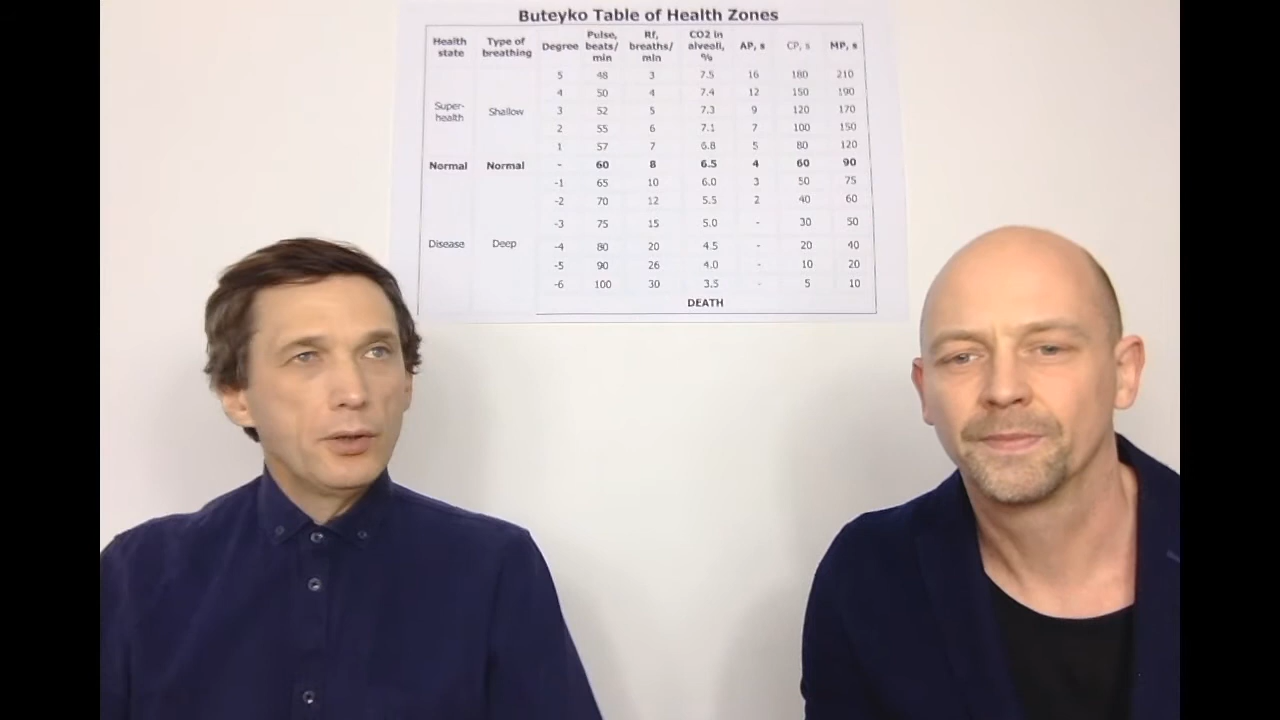 Buteyko Table of Health Zones
Health state Type of breathing Degree Pulse, beats/ min Rf, breaths/ min CO2 in alveoli, % AP, s CP, s MP, s
5 48 3 7.5 16 180 210
4 50 4 7.4 12 150 190
Super-health Shallow 3 52 5 7.3 9 120 170
2 55 6 7.1 7 100 150
1 57 7 6.8 5 80 120
Normal Normal - 60 8 6.5 4 60 90
-1 65 10 6.0 3 50 75
-2 70 12 5.5 2 40 60
-3 75 15 5.0 - 30 50
Disease Deep -4 80 20 4.5 - 20 40
-5 90 26 4.0 - 10 20
-6 100 30 3.5 - 5 10
DEATH